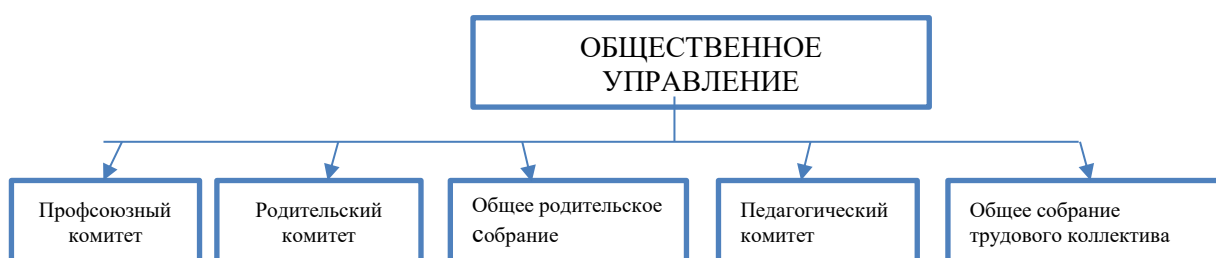 ОБЩЕСТВЕННОЕ
УПРАВЛЕНИЕ
Профсоюзный
комитет
Родительский
комитет
Общее родительское
собрание
Педагогический
комитет
Общее собрание
трудового коллектива